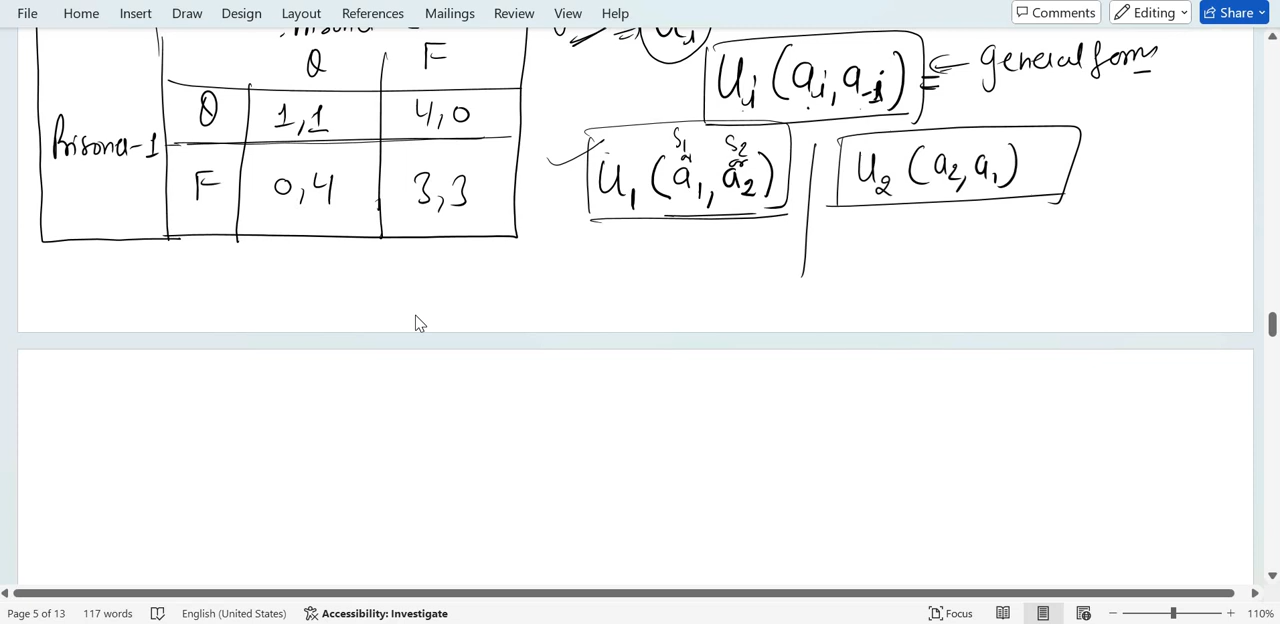 File Home Insert Draw Design Layout References Mailings Review View Help Comments Editing Share
Q F
Q 1,1 4,0
Prisoner-1
F 0,4 3,3
Ui (ai, a-i) = general form
S1 S2
U1 (a1, a2)
U2 (a2, a1)
Page 5 of 13 117 words English (United States) Accessibility: Investigate Focus 110%